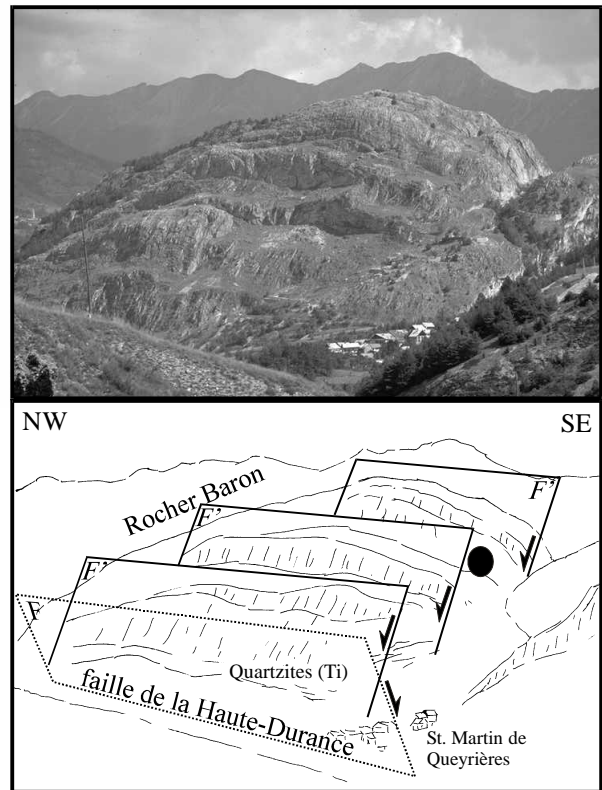 NW
SE
Rocher Baron
F'
F'
F'
F
Quartzites (Ti)
faille de la Haute-Durance
St. Martin de
Queyrières